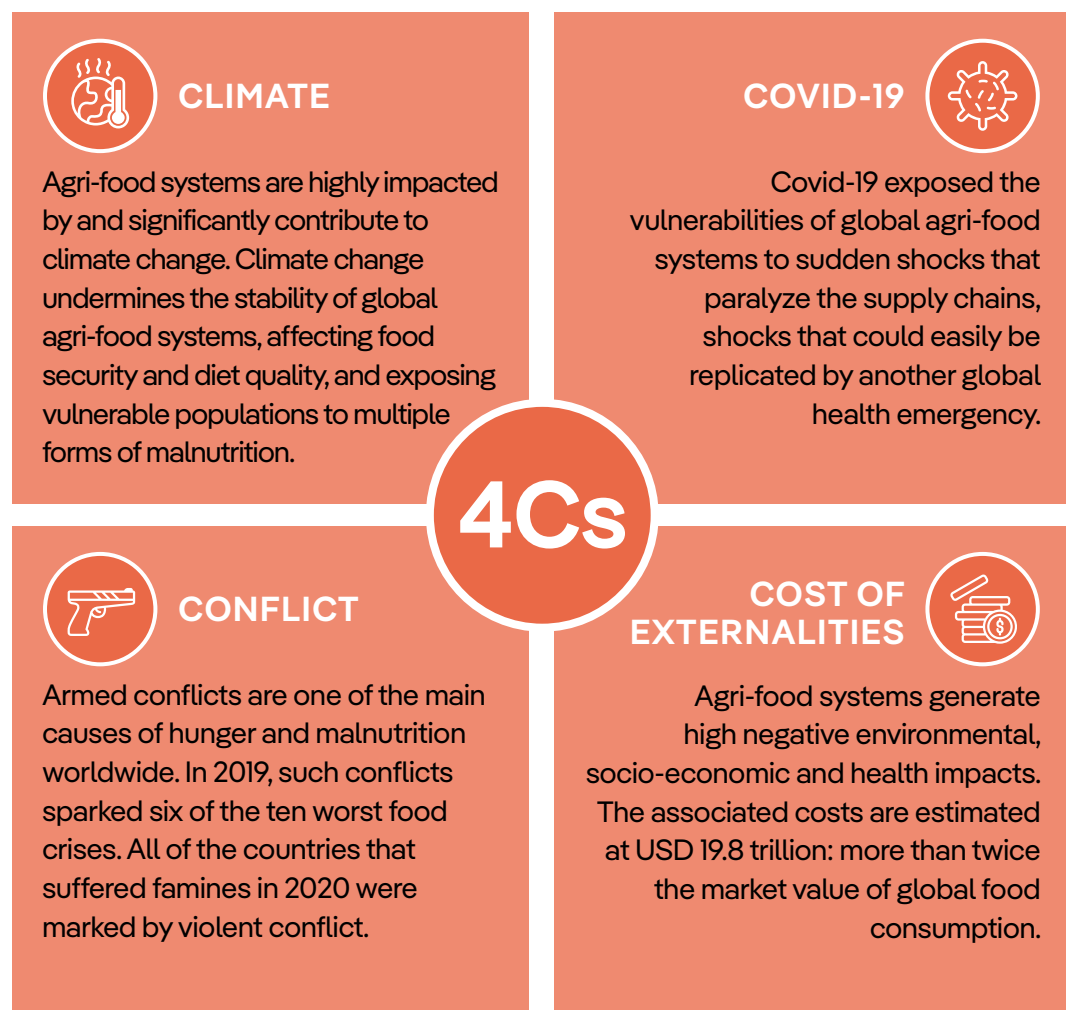 CLIMATE
Agri-food systems are highly impacted
by and significantly contribute to
climate change. Climate change
undermines the stability of global
agri-food systems, affecting food
security and diet quality, and exposing
vulnerable populations to multiple
forms of malnutrition.
COVID-19
Covid-19 exposed the
vulnerabilities of global agri-food
systems to sudden shocks that
paralyze the supply chains,
shocks that could easily be
replicated by another global
health emergency.
4Cs
CONFLICT
Armed conflicts are one of the main
causes of hunger and malnutrition
worldwide. In 2019, such conflicts
sparked six of the ten worst food
crises. All of the countries that
suffered famines in 2020 were
marked by violent conflict.
COST OF
EXTERNALITIES
$
Agri-food systems generate
high negative environmental,
socio-economic and health impacts.
The associated costs are estimated
at USD 19.8 trillion: more than twice
the market value of global food
consumption.